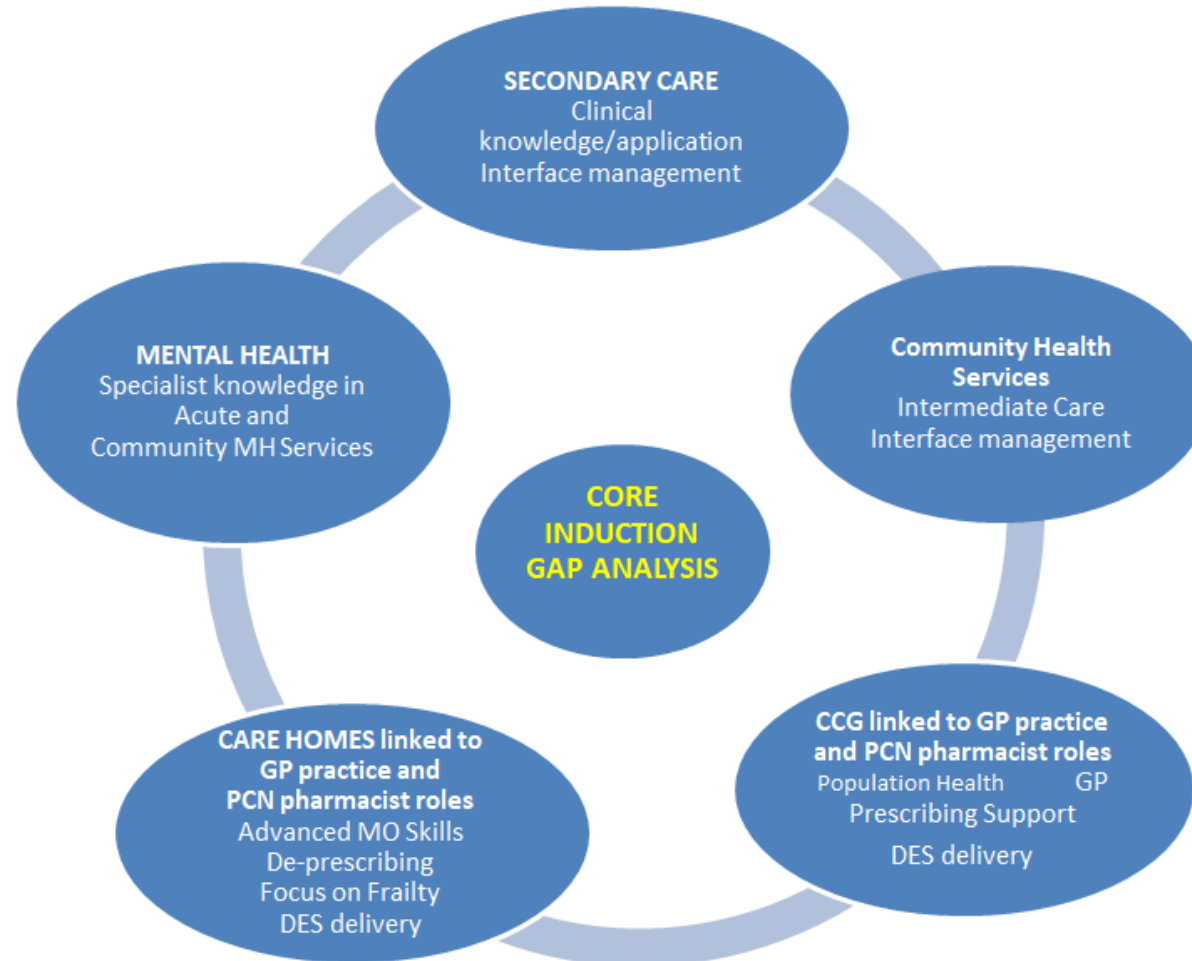 SECONDARY CARE
Clinical
knowledge/application
Interface management
MENTAL HEALTH
Specialist knowledge in
Acute and
Community MH Services
Community Health
Services
Intermediate Care
Interface management
CORE
INDUCTION
GAP ANALYSIS
CARE HOMES linked to
GP practice and
PCN pharmacist roles
Advanced MO Skills
De-prescribing
Focus on Frailty
DES delivery
CCG linked to GP practice
and PCN pharmacist roles
Population Health GP
Prescribing Support
DES delivery